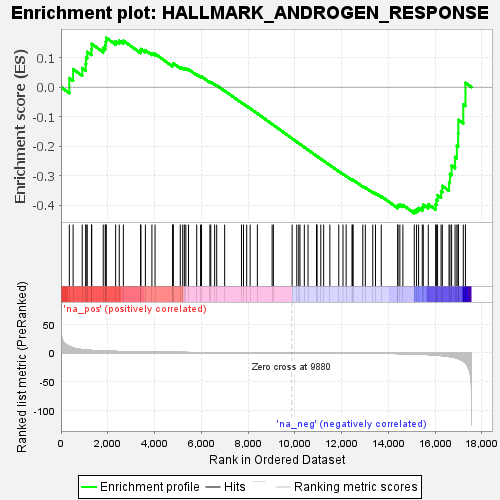 Enrichment plot: HALLMARK_ANDROGEN_RESPONSE
Enrichment score (ES)
0.1
0.0
-0.1
-0.2
-0.3
-0.4
'na_pos' (positively correlated)
Ranked list metric (PreRanked)
50
0
-50
-100
Zero cross at 9880
'na_neg' (negatively correlated)
0 2,000 4,000 6,000 8,000 10,000 12,000 14,000 16,000 18,000
Rank in Ordered Dataset
Enrichment profile Hits Ranking metric scores